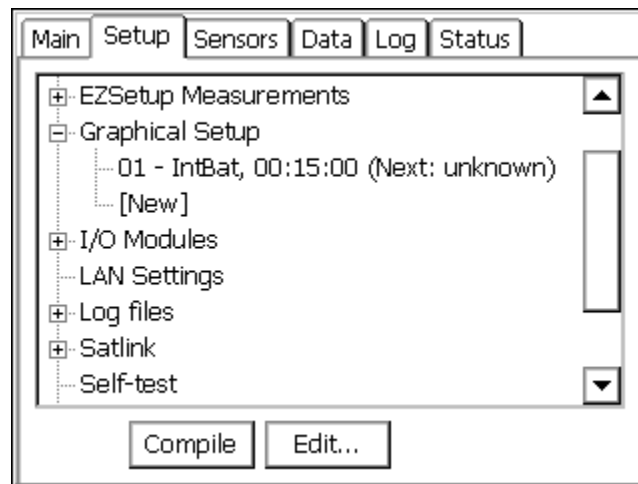 Main Setup Sensors Data Log Status
EZSetup Measurements
Graphical Setup
01 - IntBat, 00:15:00 (Next: unknown)
[New]
I/O Modules
LAN Settings
Log files
Satlink
Self-test
Compile Edit...